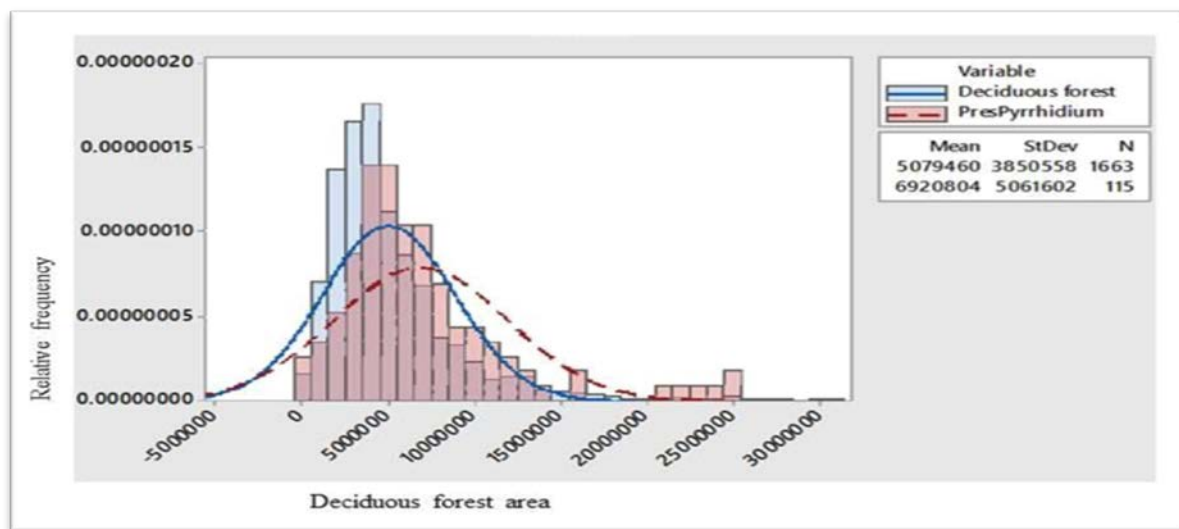 0.00000020
0.00000015
0.00000010
0.00000005
0.00000000
Relative frequency
-5000000
0
5000000
10000000
15000000
20000000
25000000
30000000
Deciduous forest area
Variable
Deciduous forest
PresPyrrhidium
Mean StDev N
5079460 3850558 1663
6920804 5061602 115